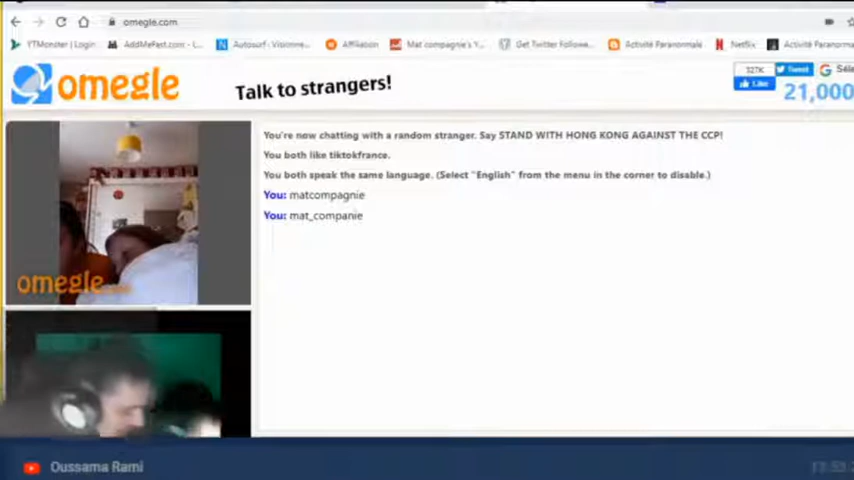 omegle.com
YTMonster | Login
AddMeFast.com - L...
Autosurf - Visionne...
Affiliation
Mat compagnie's Y...
Get Twitter Followe...
Activité Paranormale
Netflix
Activité Paranorma
omegle
Talk to strangers!
327K
Like
Tweet
Séle
21,000
You're now chatting with a random stranger. Say STAND WITH HONG KONG AGAINST THE CCP!
You both like tiktokfrance.
You both speak the same language. (Select "English" from the menu in the corner to disable.)
You: matcompagnie
You: mat_companie
omegle
Oussama Rami